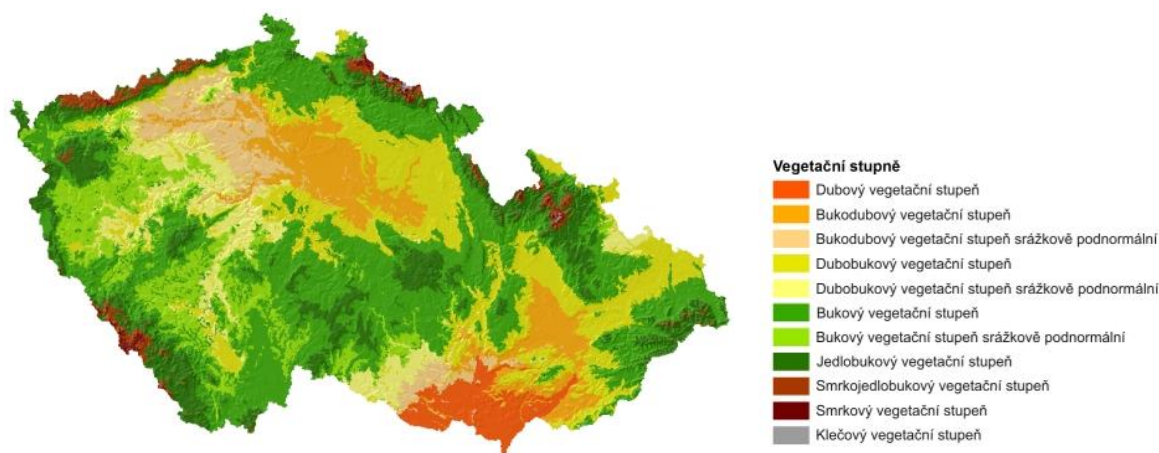 Vegetační stupně
Dubový vegetační stupeň
Bukodubový vegetační stupeň
Bukodubový vegetační stupeň srážkově podnormální
Dubobukový vegetační stupeň
Dubobukový vegetační stupeň srážkově podnormální
Bukový vegetační stupeň
Bukový vegetační stupeň srážkově podnormální
Jedlobukový vegetační stupeň
Smrkojedlobukový vegetační stupeň
Smrkový vegetační stupeň
Klečový vegetační stupeň